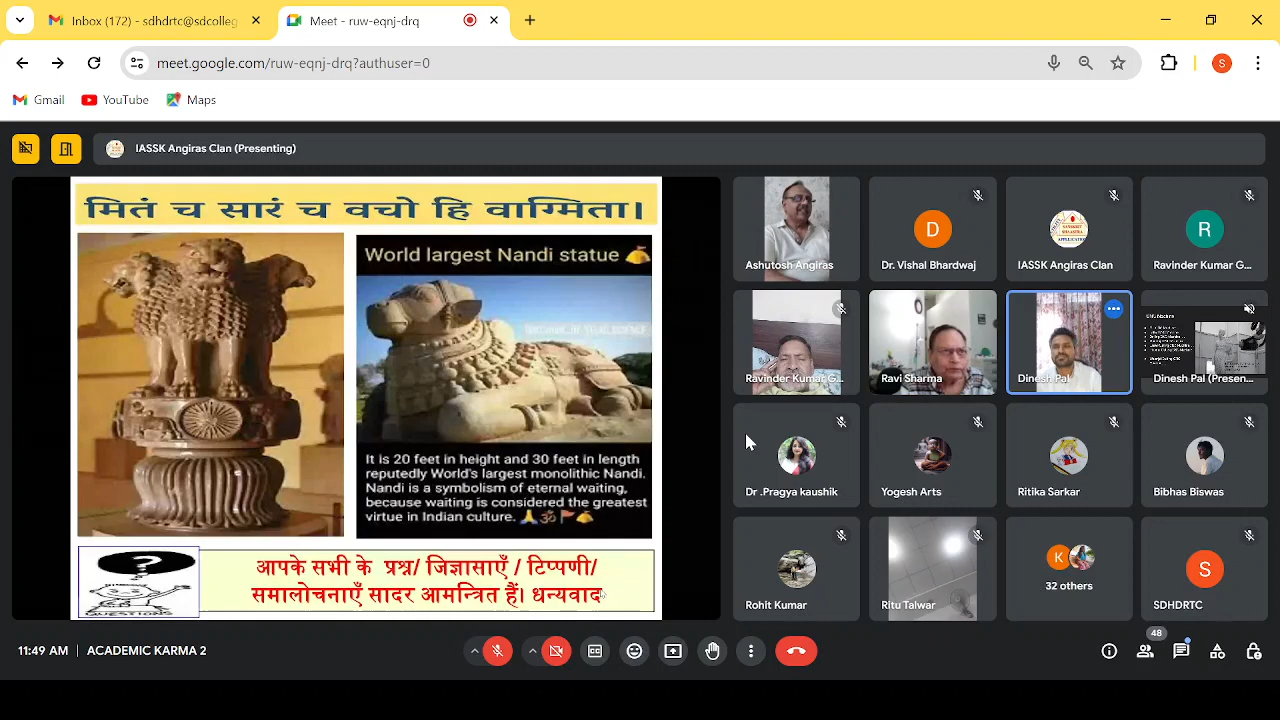 Inbox (172) - sdhdrtc@sdcolleg
Meet - ruw-eqnj-drq
meet.google.com/ruw-eqnj-drq?authuser=0
Gmail YouTube Maps
IASSK Angiras Clan (Presenting)
मितं च सारं च वचो हि वाग्मिता।
World largest Nandi statue
It is 20 feet in height and 30 feet in length
reputedly World's largest monolithic Nandi.
Nandi is a symbolism of eternal waiting,
because waiting is considered the greatest
virtue in Indian culture. 🙏🕉🚩
QUESTIONS
आपके सभी के प्रश्न/ जिज्ञासाएँ / टिप्पणी/
समालोचनाएँ सादर आमन्त्रित हैं। धन्यवाद
Ashutosh Angiras
D
Dr. Vishal Bhardwaj
IASSK Angiras Clan
R
Ravinder Kumar G...
Ravinder Kumar G...
Ravi Sharma
Dinesh Pal
Dinesh Pal (Presen...
Dr .Pragya kaushik
Yogesh Arts
Ritika Sarkar
Bibhas Biswas
Rohit Kumar
Ritu Talwar
K
32 others
S
SDHDRTC
11:49 AM | ACADEMIC KARMA 2
48